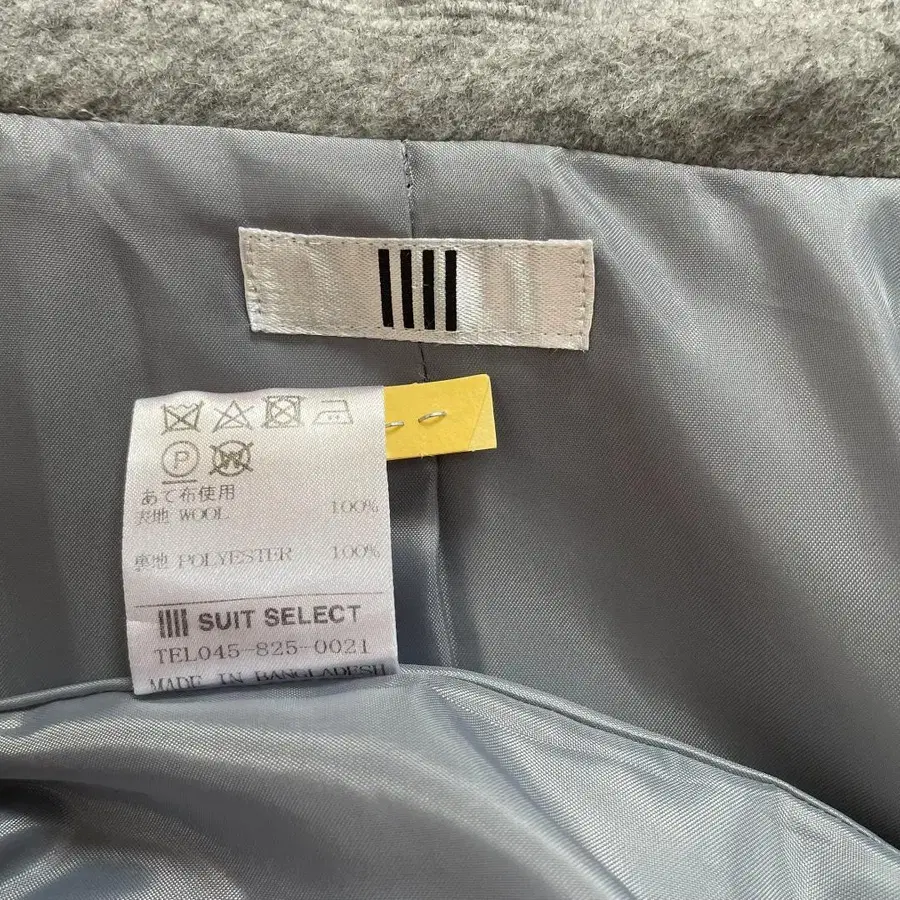 P
W
あて布使用
表地 WOOL 100%
裏地 POLYESTER 100%
SUIT SELECT
TEL045-825-0021
MADE IN BANGLADESH